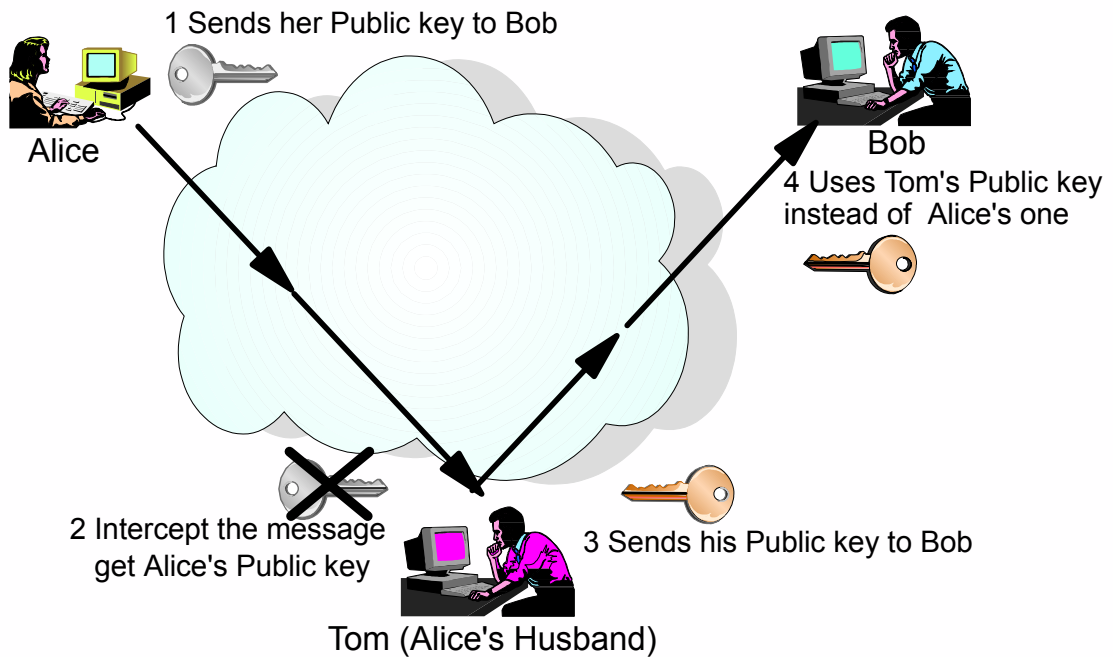 1 Sends her Public key to Bob
Alice
Bob
4 Uses Tom's Public key
instead of Alice's one
2 Intercept the message
get Alice's Public key
3 Sends his Public key to Bob
Tom (Alice's Husband)